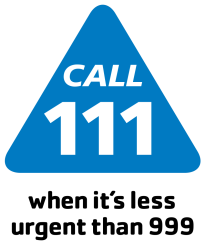 CALL
111
when it's less
urgent than 999